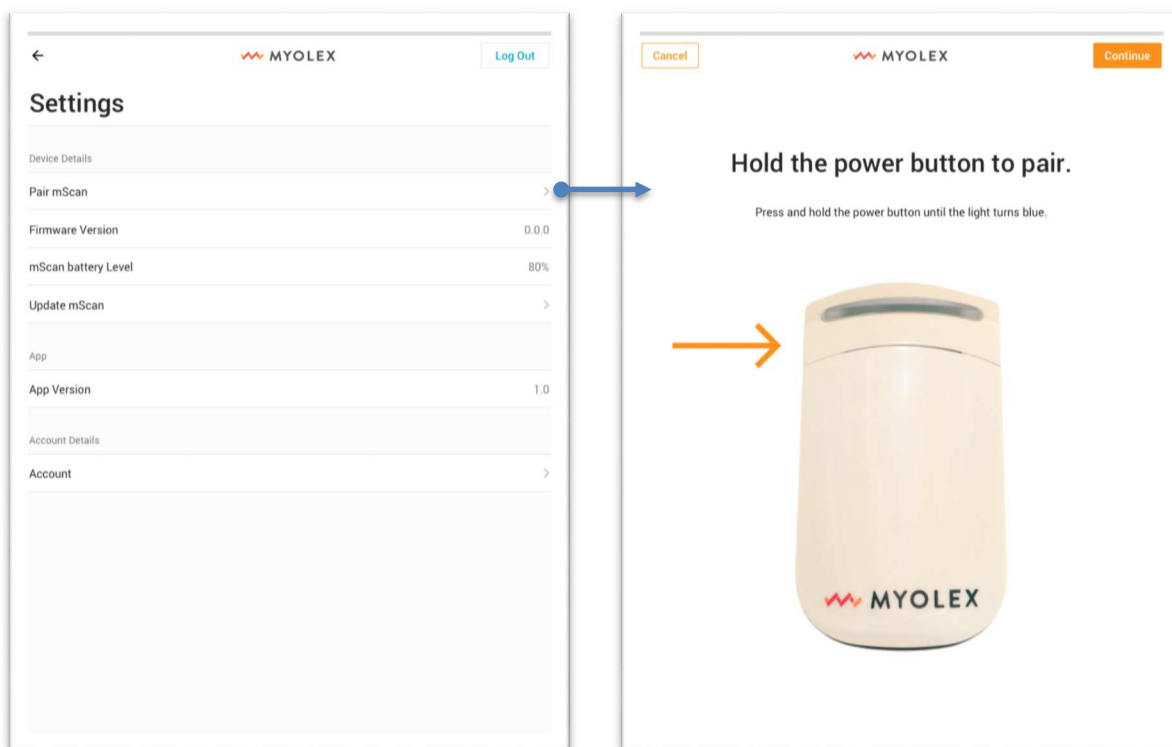 MYOLEX
Log Out
Settings
Device Details
Pair mScan
Firmware Version 0.0.0
mScan battery Level 80%
Update mScan
App
App Version 1.0
Account Details
Account
Cancel
MYOLEX
Continue
Hold the power button to pair.
Press and hold the power button until the light turns blue.
MYOLEX